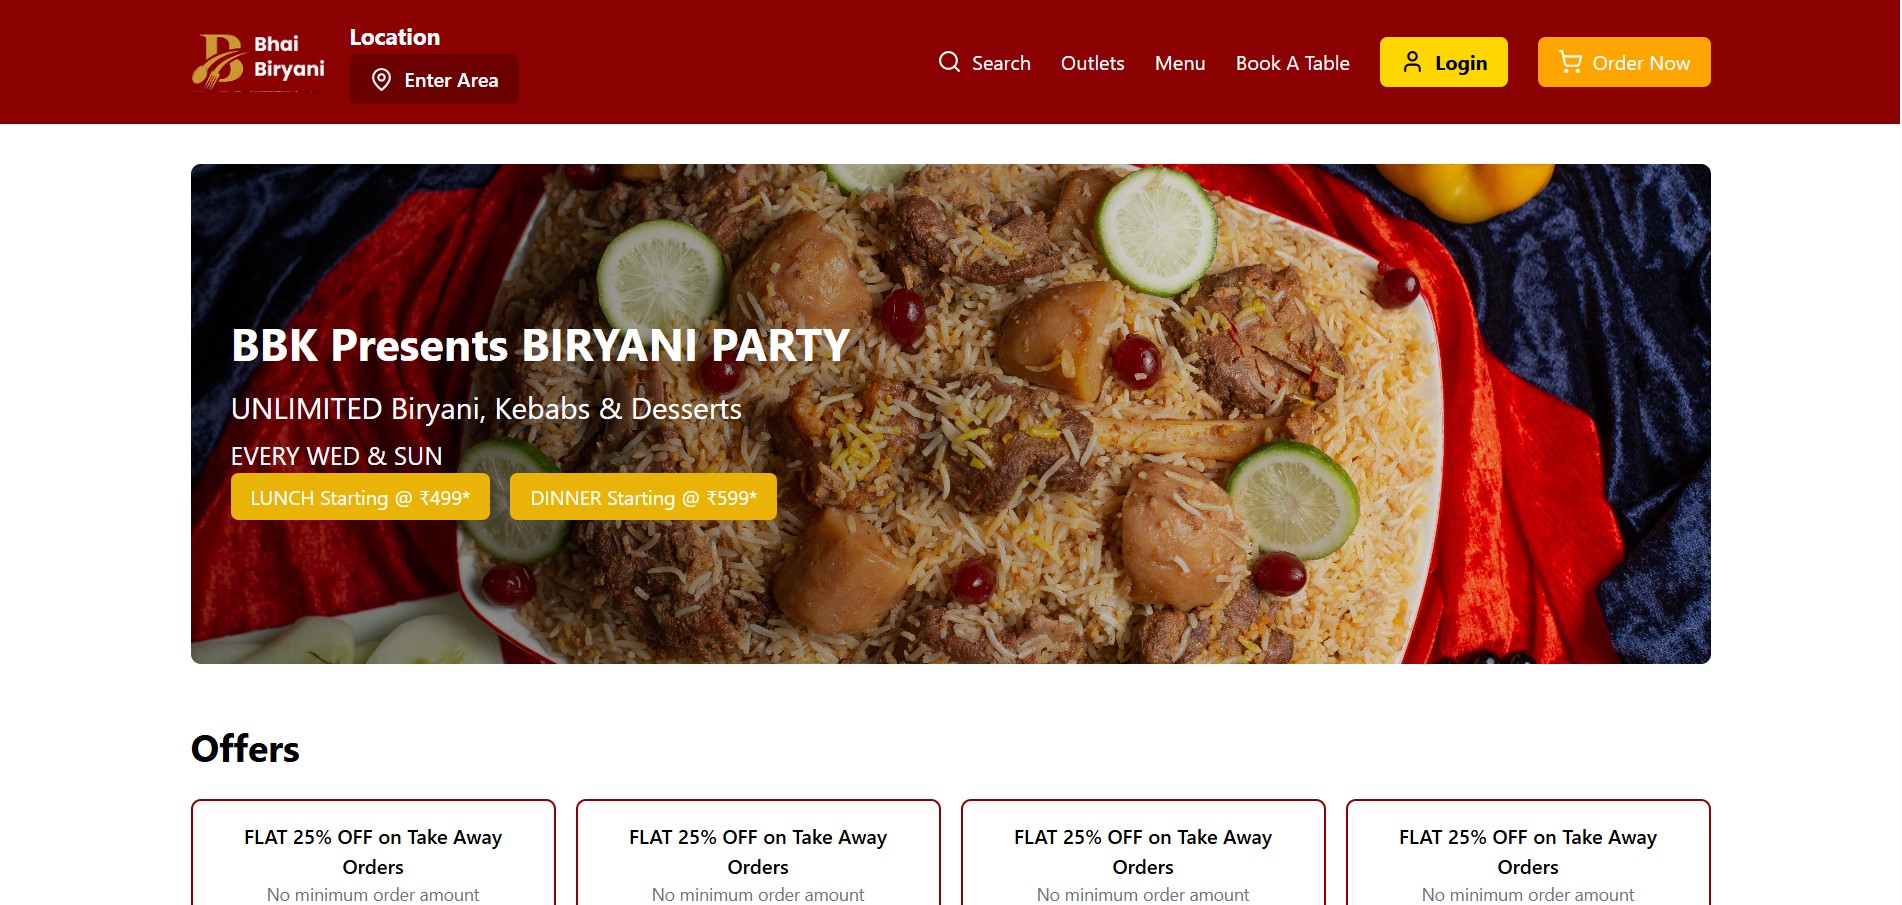 Bhai
Biryani
Location
Enter Area
Search
Outlets
Menu
Book A Table
Login
Order Now
BBK Presents BIRYANI PARTY
UNLIMITED Biryani, Kebabs & Desserts
EVERY WED & SUN
LUNCH Starting @ ₹499*
DINNER Starting @ ₹599*
Offers
FLAT 25% OFF on Take Away
Orders
No minimum order amount
FLAT 25% OFF on Take Away
Orders
No minimum order amount
FLAT 25% OFF on Take Away
Orders
No minimum order amount
FLAT 25% OFF on Take Away
Orders
No minimum order amount